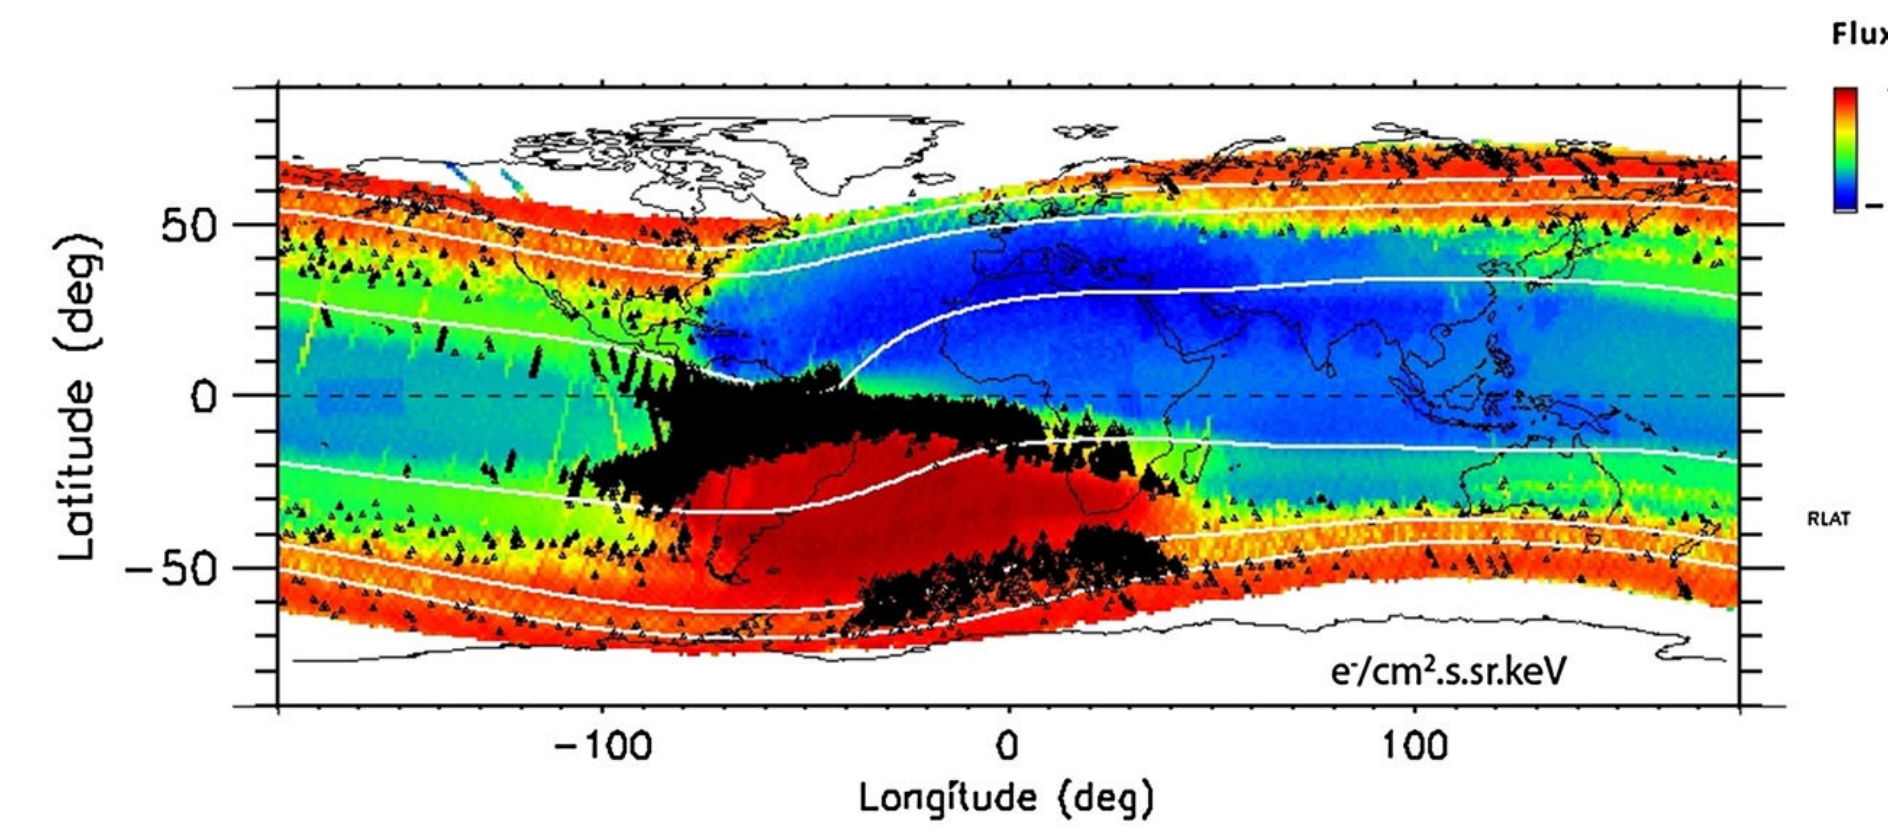 Flux
50
0
−50
Latitude (deg)
RLAT
e⁻/cm².s.sr.keV
−100
0
100
Longitude (deg)